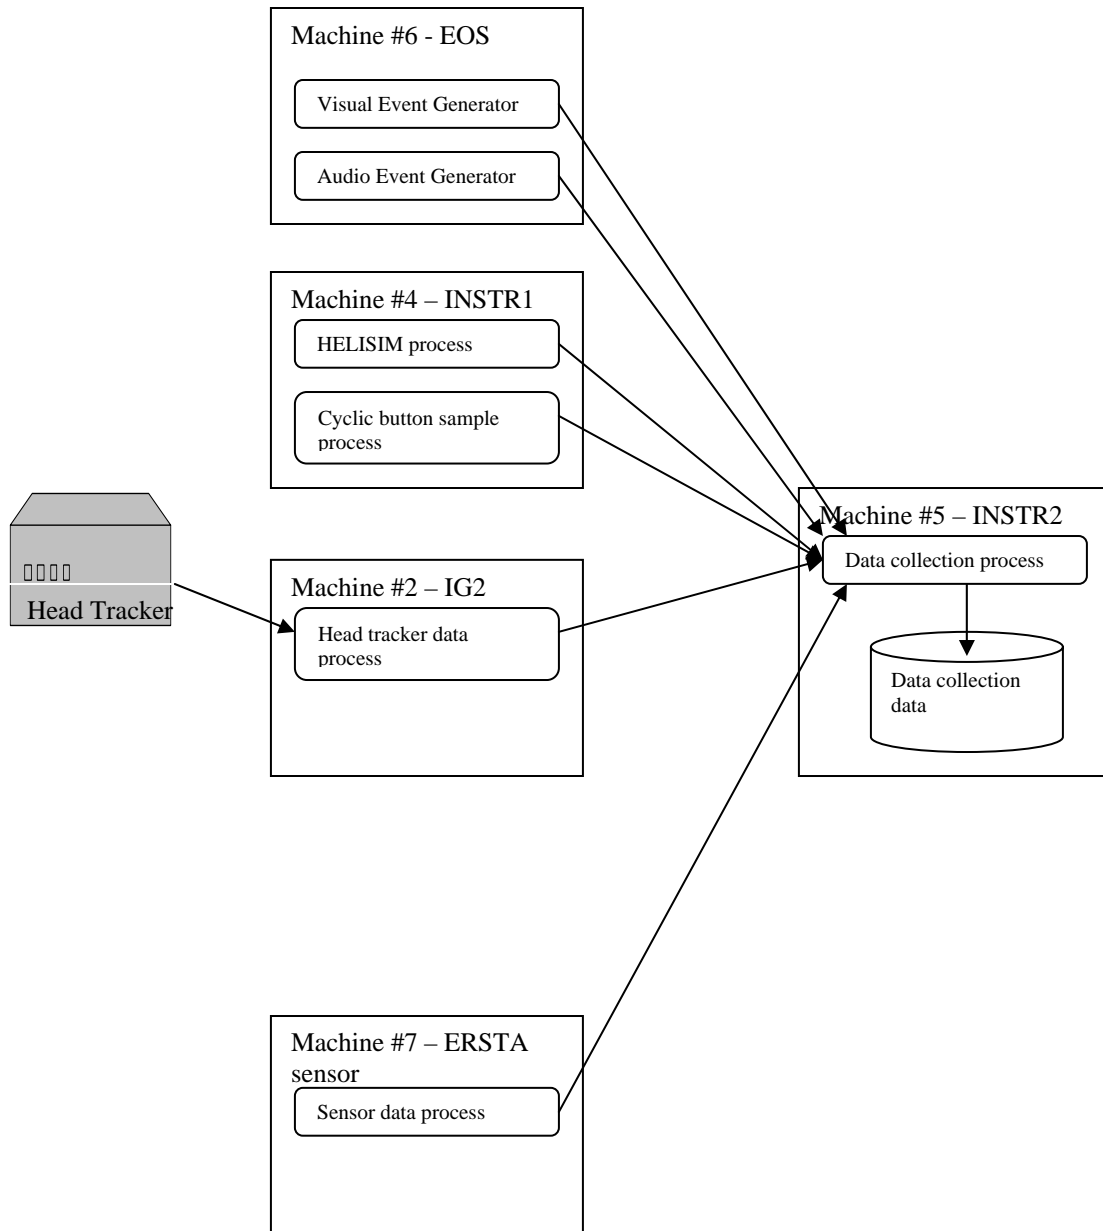 Machine #6 - EOS
Visual Event Generator
Audio Event Generator
Machine #4 – INSTR1
HELISIM process
Cyclic button sample
process
Head Tracker
Machine #2 – IG2
Head tracker data
process
Machine #5 – INSTR2
Data collection process
Data collection
data
Machine #7 – ERSTA
sensor
Sensor data process